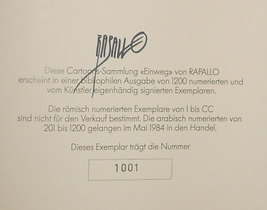 RAPALLO
Diese Cartoon-Sammlung «Einweg» von RAPALLO
erscheint in einer bibliophilen Ausgabe von 1200 numerierten und
vom Künstler eigenhändig signierten Exemplaren.
Die römisch numerierten Exemplare von I bis CC
sind nicht für den Verkauf bestimmt. Die arabisch numerierten von
201 bis 1200 gelangen im Mai 1984 in den Handel.
Dieses Exemplar trägt die Nummer
1001